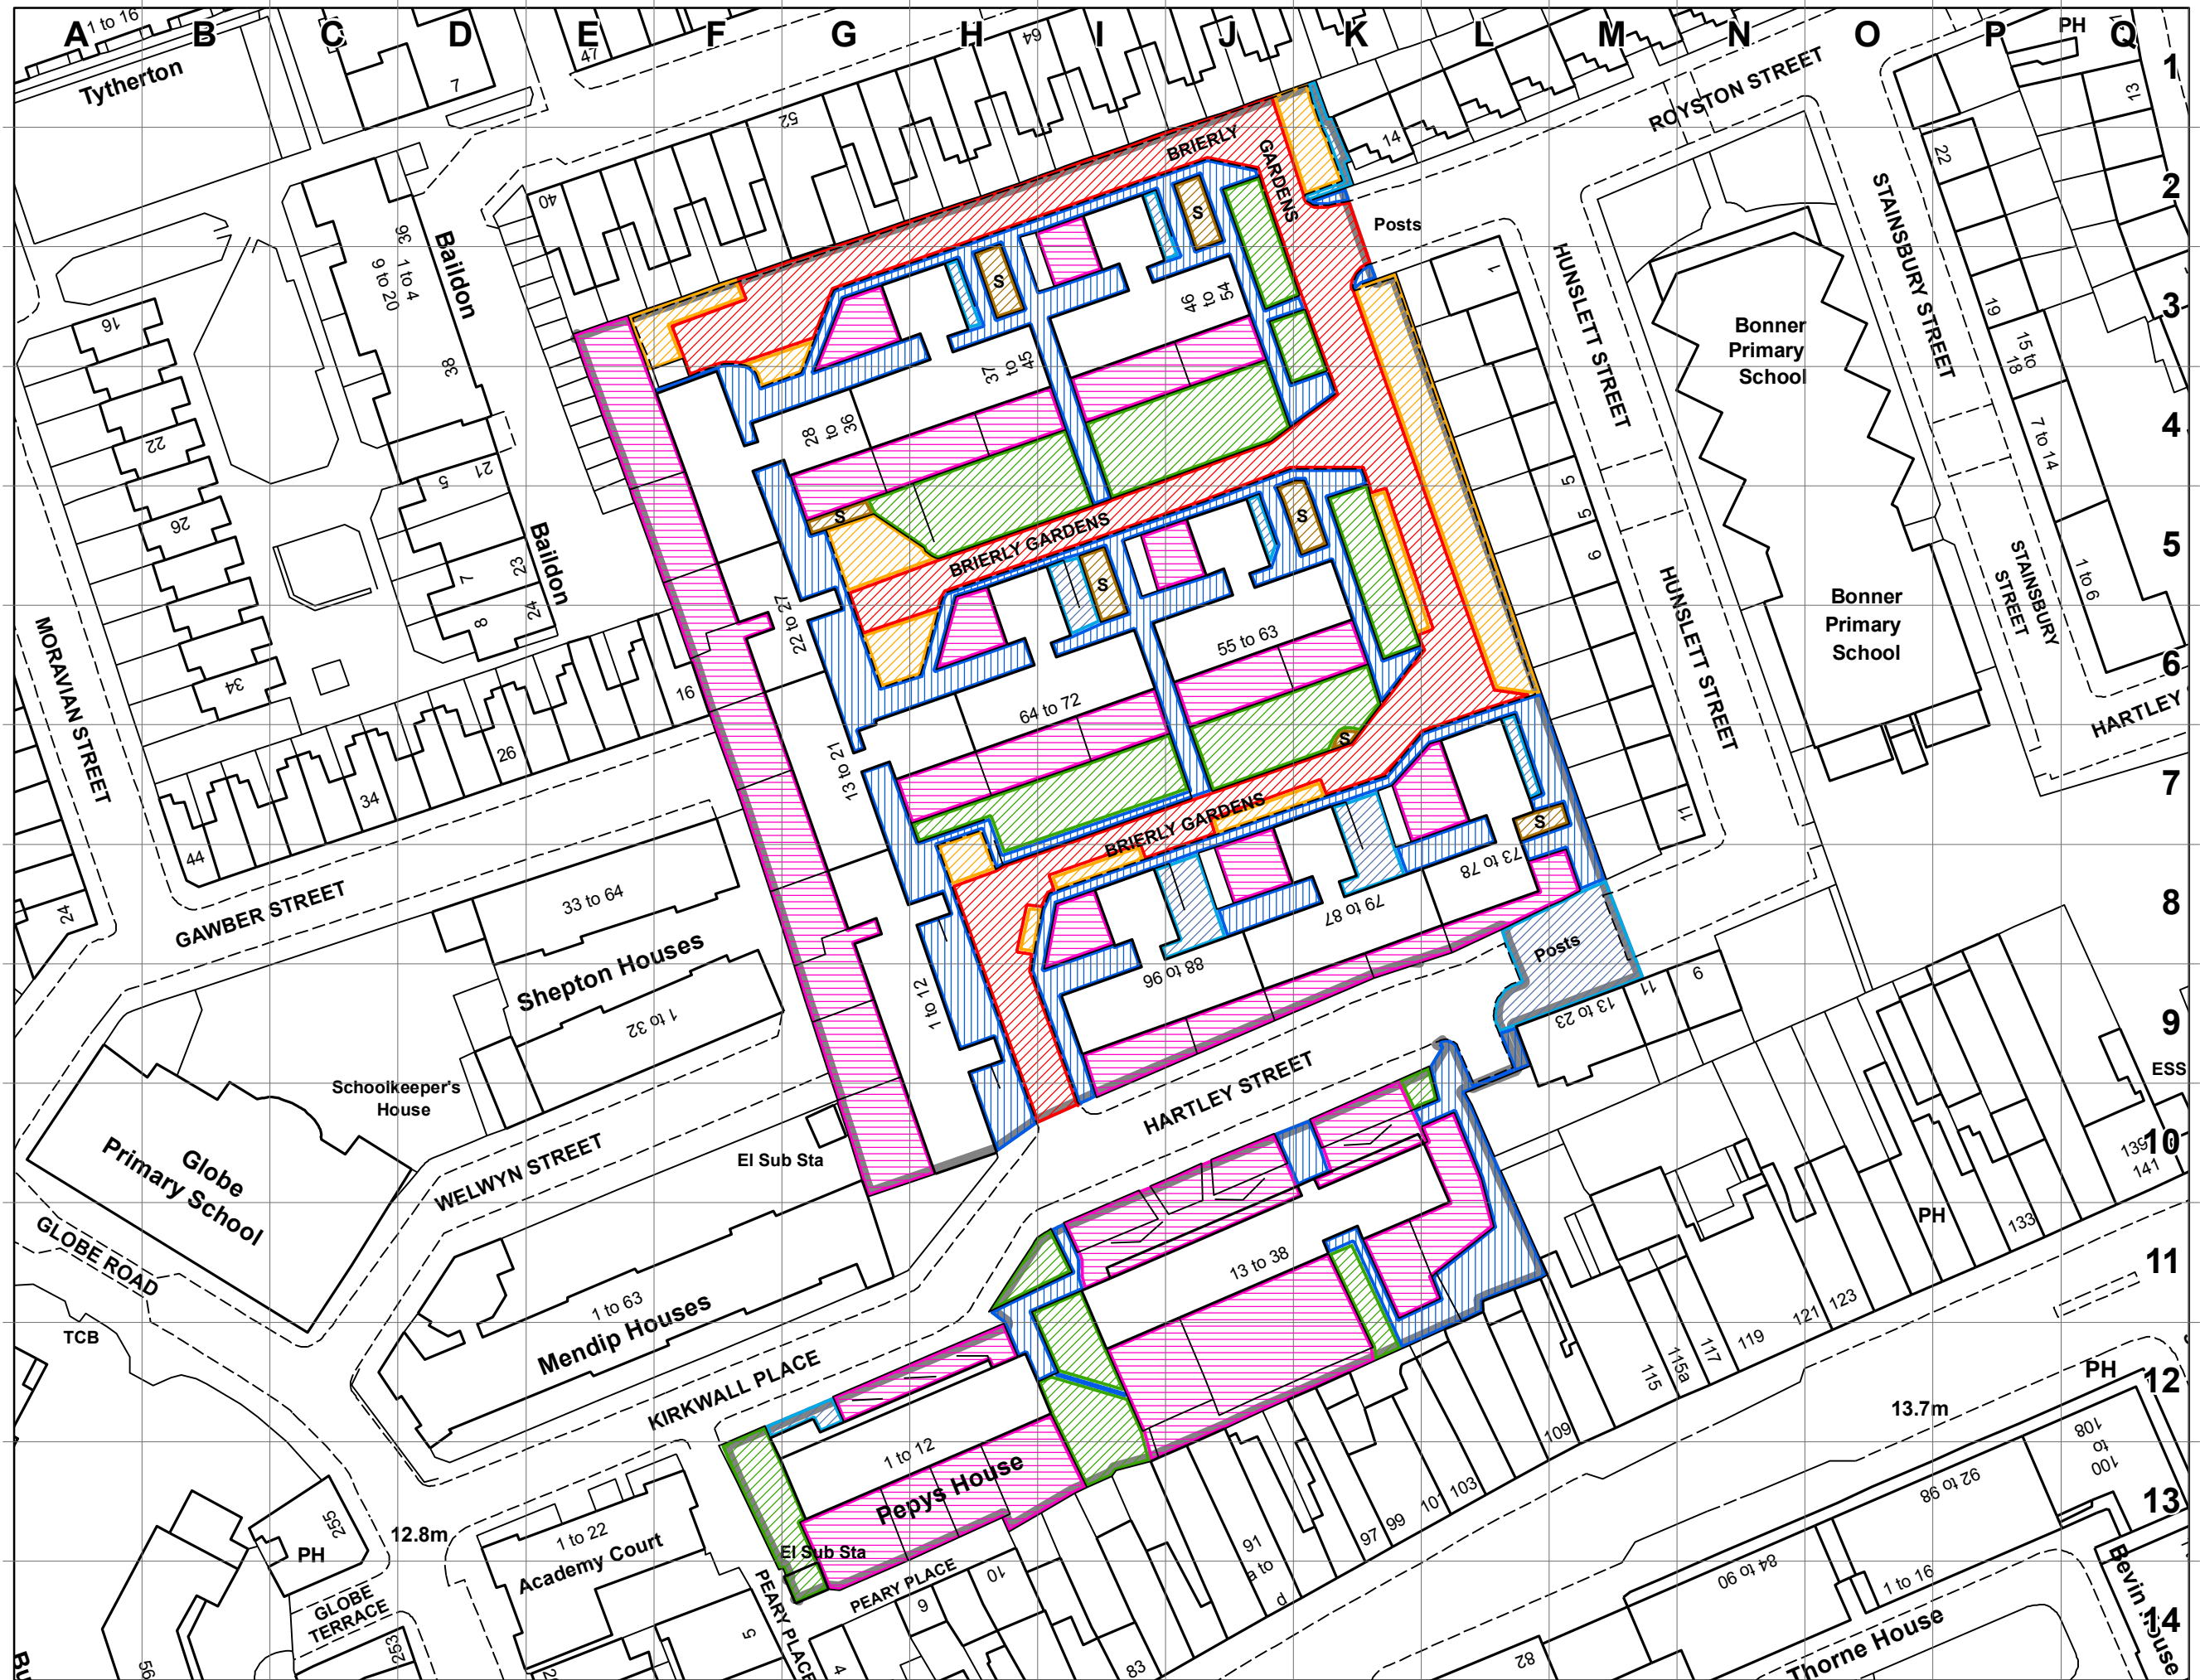 A B C D E F G H I J K L M N O P Q
1
2
3
4
5
6
7
8
9
10
11
12
13
14
1 to 16
Tytherton
7
47
64
52
40
PH
13
ROYSTON STREET
14
22
BRIERLY
GARDENS
S
S
Posts
1
HUNSLETT STREET
STAINSBURY STREET
36
1 to 4
9 to 20
Baildon
38
16
46
to
54
37
to
45
28
to
36
Bonner
Primary
School
19
15 to
18
7 to 14
22
21
5
26
S
S
BRIERLY GARDENS
S
5
5
6
23
Baildon
7
24
8
22 to 27
STAINSBURY
STREET
1 to 6
MORAVIAN STREET
34
16
55 to 63
64 to 72
HUNSLETT STREET
Bonner
Primary
School
HARTLEY
26
34
13 to 21
S
BRIERLY GARDENS
S
11
44
73 to 78
24
GAWBER STREET
33 to 64
Shepton Houses
1 to 32
79 to 87
88 to 96
Posts
1 to 12
13 to 23
11
9
Schoolkeeper's
House
HARTLEY STREET
ESS
Globe
Primary School
WELWYN STREET
El Sub Sta
139
141
GLOBE ROAD
PH
133
13 to 38
1 to 63
Mendip Houses
TCB
KIRKWALL PLACE
123
121
119
117
115a
115
PH
13.7m
109
1 to 12
Pepys House
108
to
100
92 to 98
103
101
99
97
255
PH
12.8m
1 to 22
Academy Court
El Sub Sta
91
a to
d
84 to 90
1 to 16
GLOBE
TERRACE
PEARY PLACE
PEARY PLACE
10
9
5
4
253
95
83
82
Thorne House